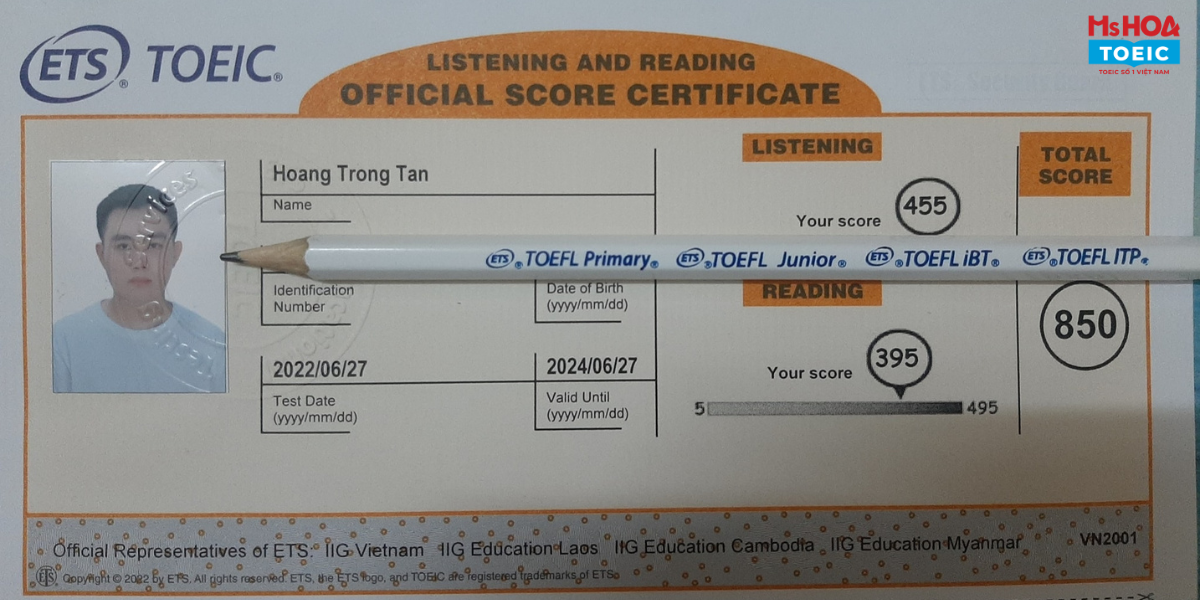 ETS® TOEIC®
LISTENING AND READING
OFFICIAL SCORE CERTIFICATE
MsHOA
TOEIC
TOEIC SỐ 1 VIỆT NAM
Hoang Trong Tan
Name
Identification
Number
Date of Birth
(yyyy/mm/dd)
2022/06/27
Test Date
(yyyy/mm/dd)
2024/06/27
Valid Until
(yyyy/mm/dd)
LISTENING
Your score 455
ETS® TOEFL Primary® ETS® TOEFL Junior® ETS® TOEFL iBT® ETS® TOEFL ITP®
READING
Your score 395
5 495
TOTAL
SCORE
850
Official Representatives of ETS: IIG Vietnam IIG Education Laos IIG Education Cambodia IIG Education Myanmar VN2001
ETS Copyright © 2022 by ETS. All rights reserved. ETS, the ETS logo, and TOEIC are registered trademarks of ETS.